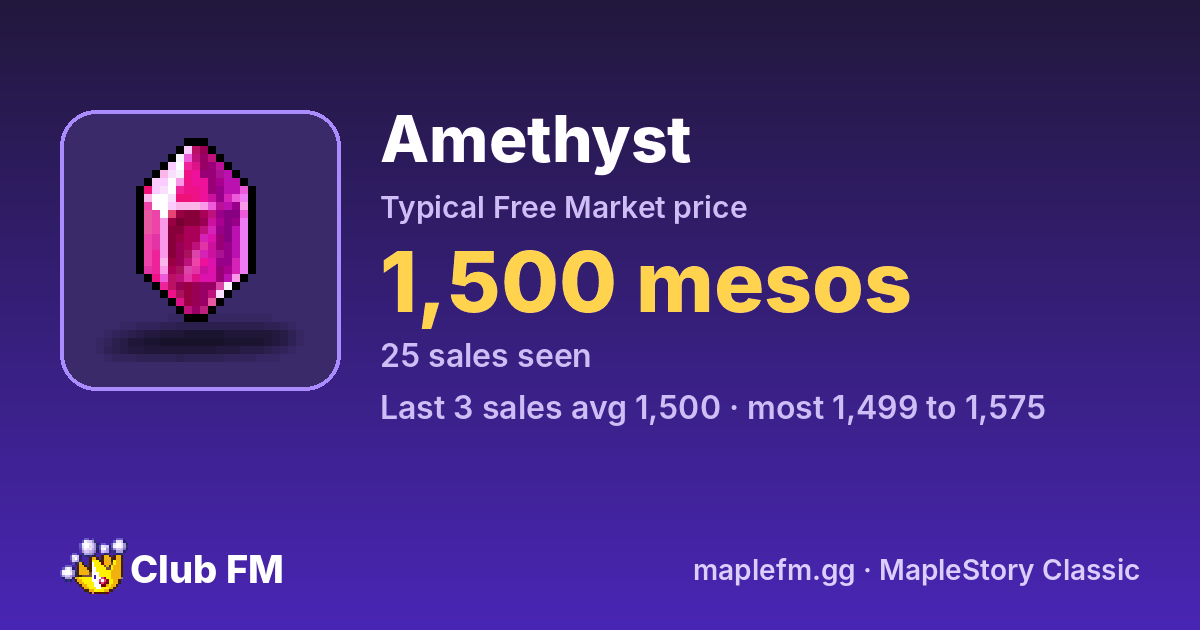 Amethyst
Typical Free Market price
1,500 mesos
25 sales seen
Last 3 sales avg 1,500 · most 1,499 to 1,575
Club FM
maplefm.gg · MapleStory Classic